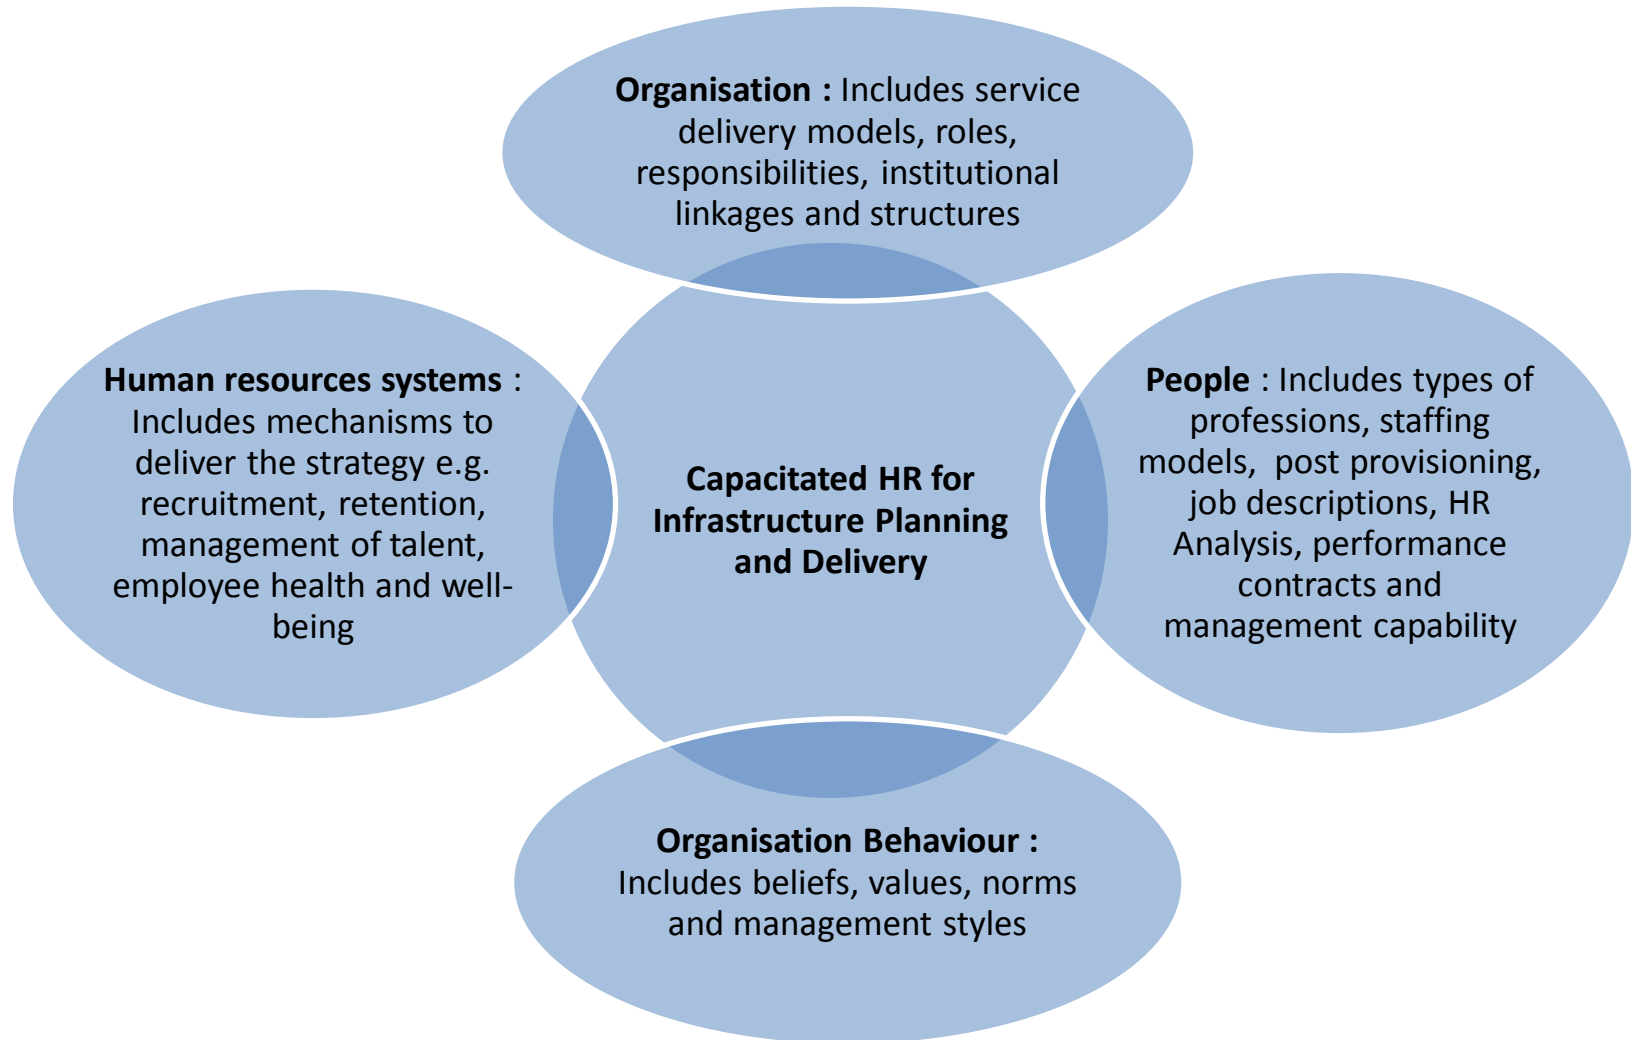 Organisation : Includes service
delivery models, roles,
responsibilities, institutional
linkages and structures
Human resources systems :
Includes mechanisms to
deliver the strategy e.g.
recruitment, retention,
management of talent,
employee health and well-
being
Capacitated HR for
Infrastructure Planning
and Delivery
People : Includes types of
professions, staffing
models,  post provisioning,
job descriptions, HR
Analysis, performance
contracts and
management capability
Organisation Behaviour :
Includes beliefs, values, norms
and management styles